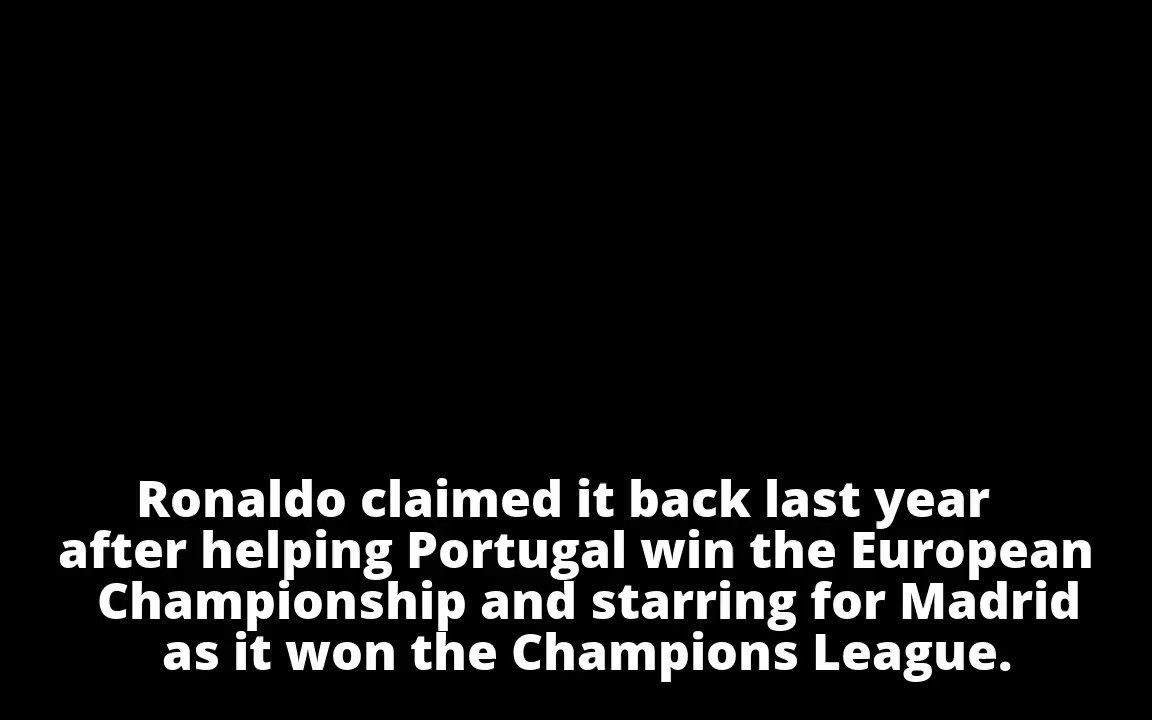 Ronaldo claimed it back last year
after helping Portugal win the European
Championship and starring for Madrid
as it won the Champions League.